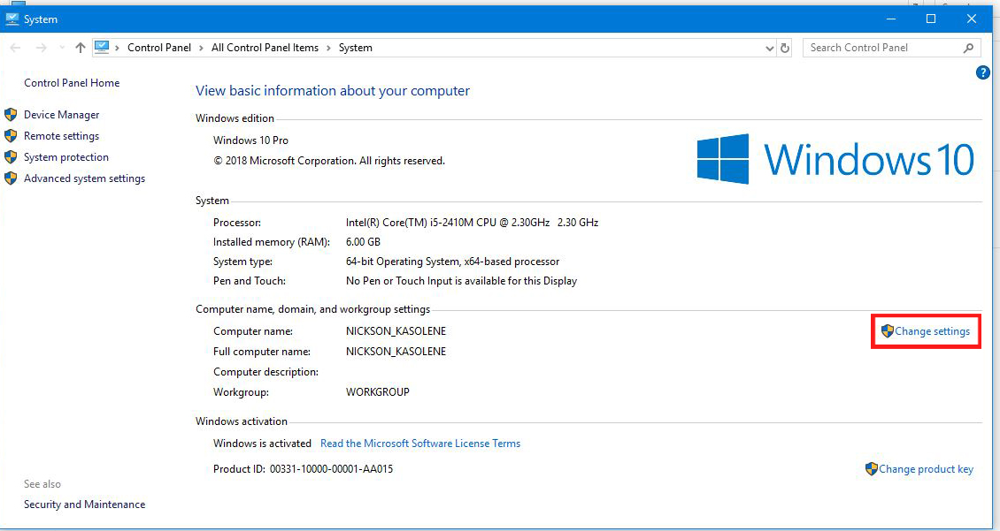 System
Control Panel > All Control Panel Items > System
Search Control Panel
Control Panel Home
Device Manager
Remote settings
System protection
Advanced system settings
See also
Security and Maintenance
?
View basic information about your computer
Windows edition
Windows 10 Pro
© 2018 Microsoft Corporation. All rights reserved.
Windows 10
System
Processor: Intel(R) Core(TM) i5-2410M CPU @ 2.30GHz 2.30 GHz
Installed memory (RAM): 6.00 GB
System type: 64-bit Operating System, x64-based processor
Pen and Touch: No Pen or Touch Input is available for this Display
Computer name, domain, and workgroup settings
Computer name: NICKSON_KASOLENE Change settings
Full computer name: NICKSON_KASOLENE
Computer description:
Workgroup: WORKGROUP
Windows activation
Windows is activated Read the Microsoft Software License Terms
Product ID: 00331-10000-00001-AA015 Change product key